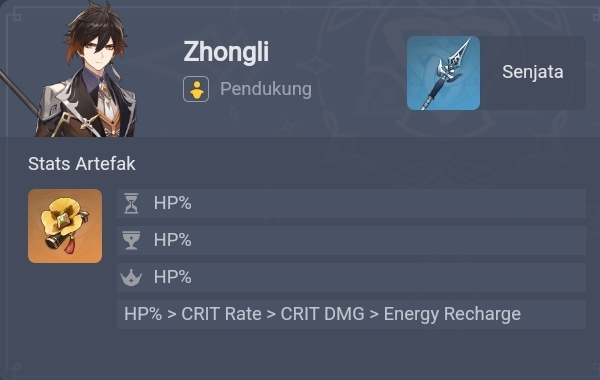 Zhongli
Pendukung
Senjata
Stats Artefak
HP%
HP%
HP%
HP% > CRIT Rate > CRIT DMG > Energy Recharge